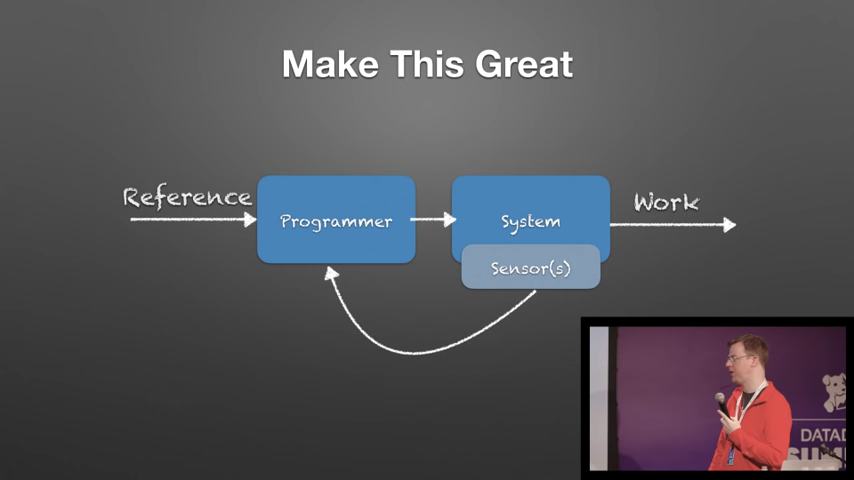 Make This Great
Reference
Programmer
System
Work
Sensor(s)